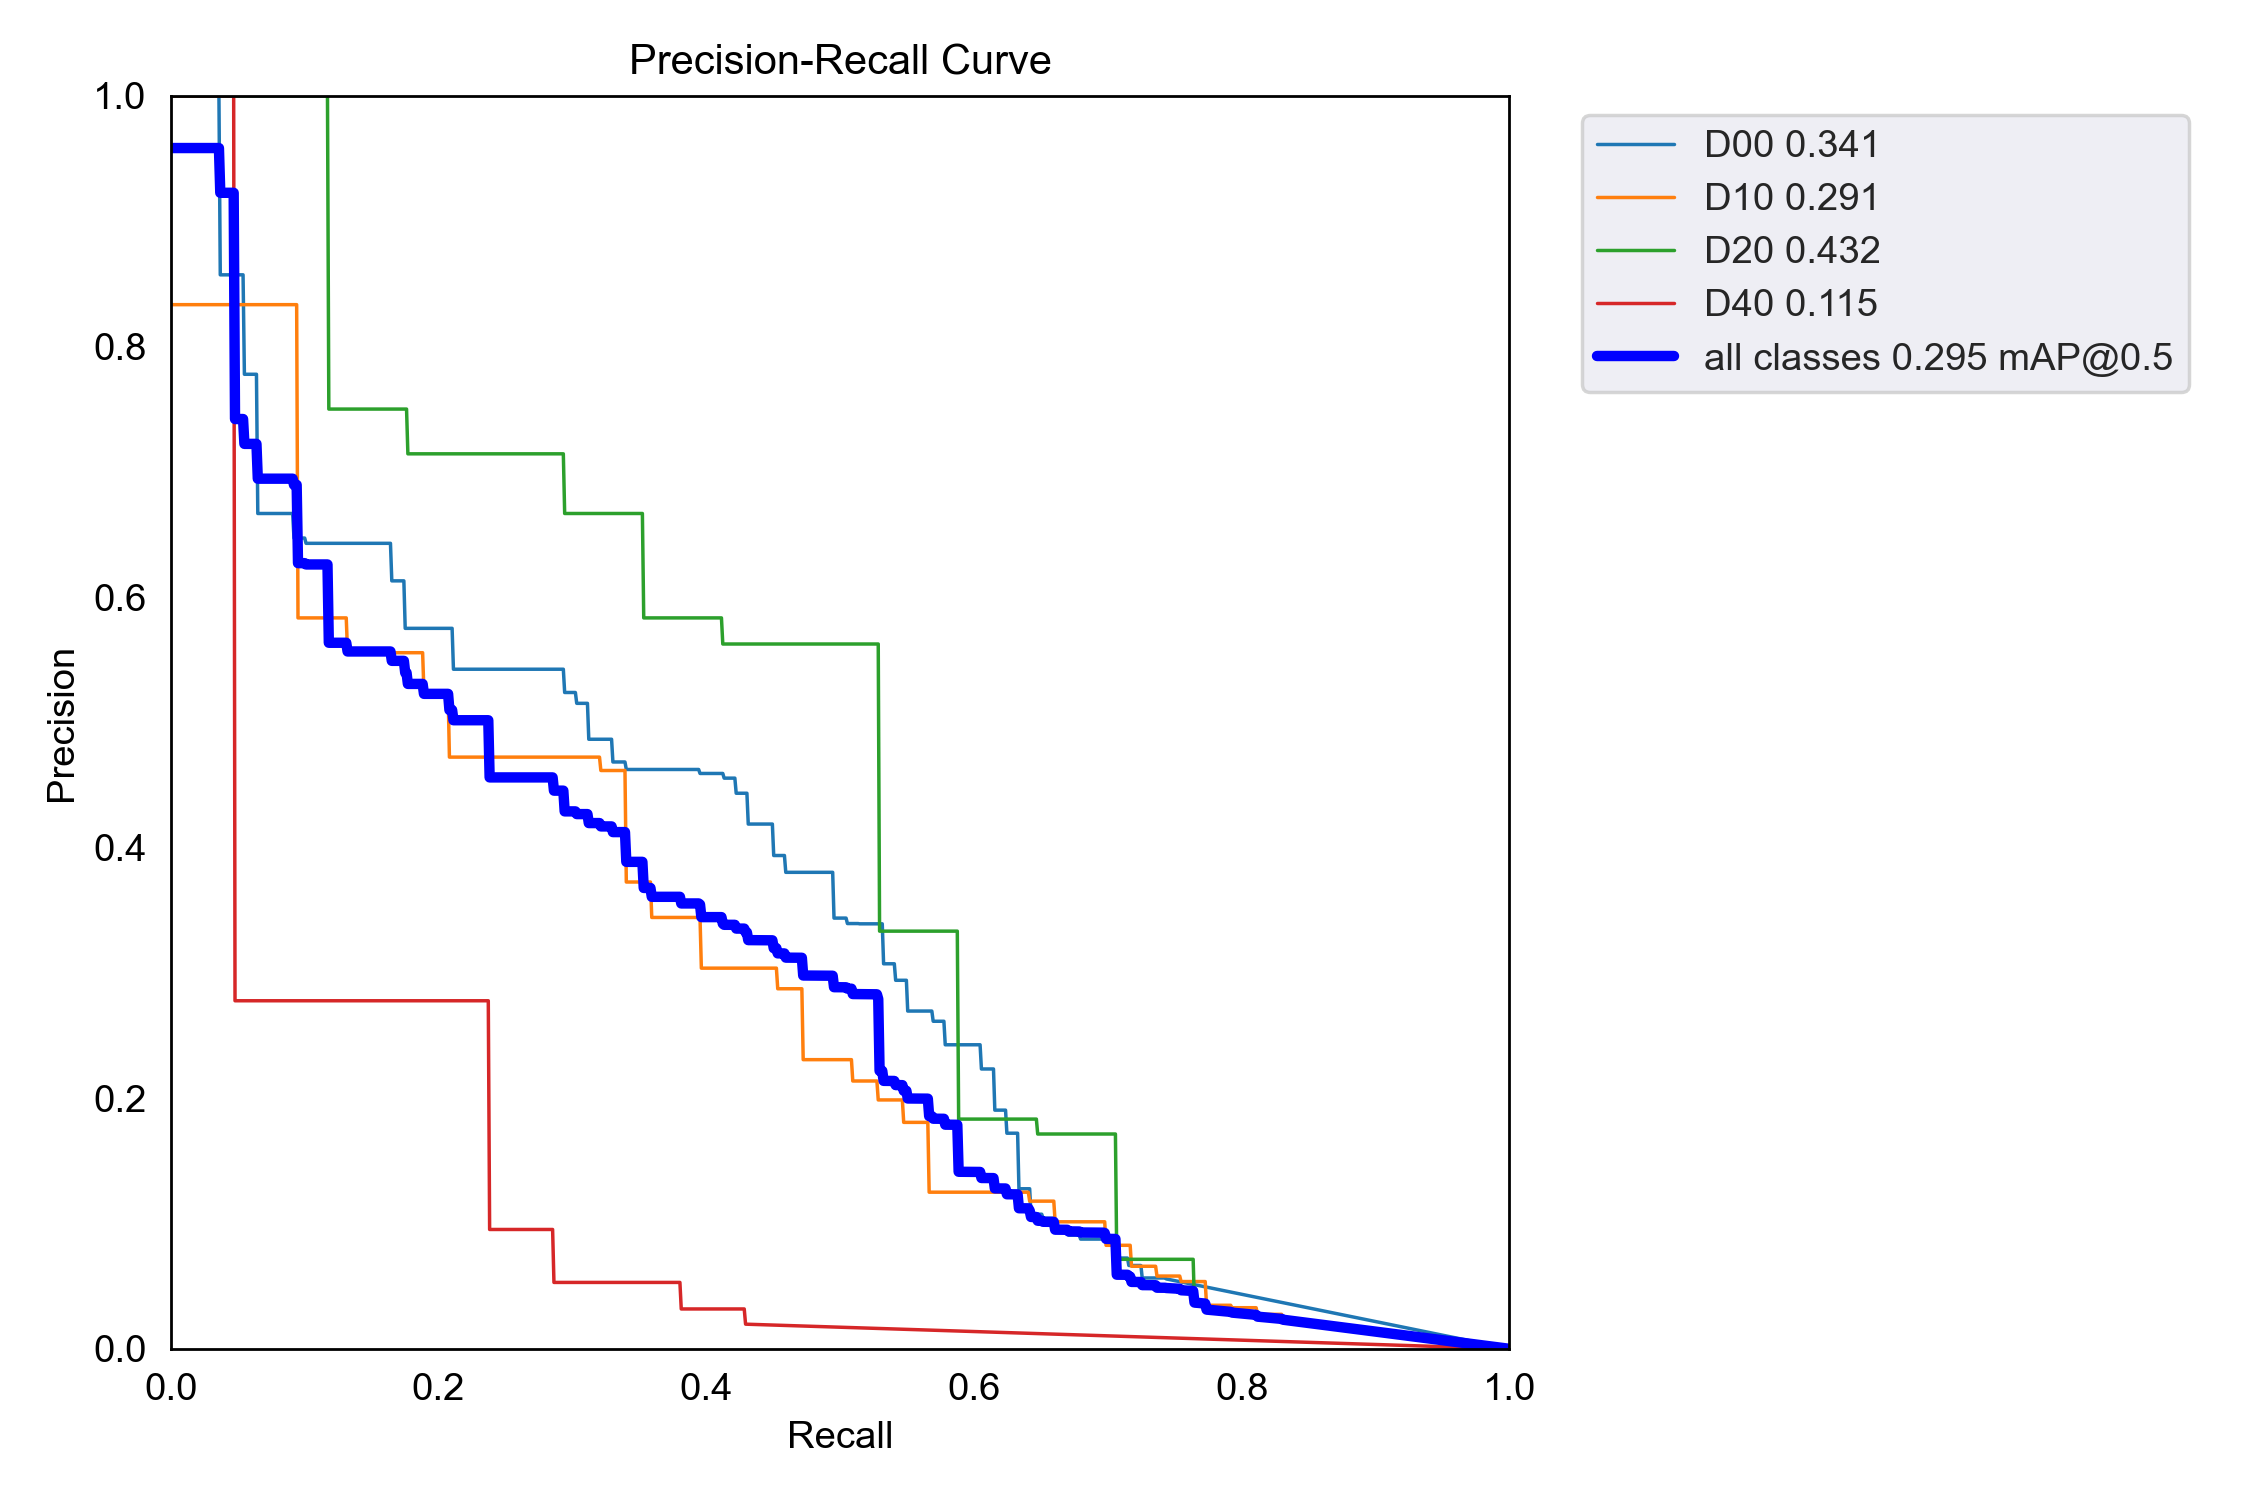 Precision-Recall Curve
1.0
0.8
0.6
0.4
0.2
0.0
Precision
0.0 0.2 0.4 0.6 0.8 1.0
Recall
D00 0.341
D10 0.291
D20 0.432
D40 0.115
all classes 0.295 mAP@0.5